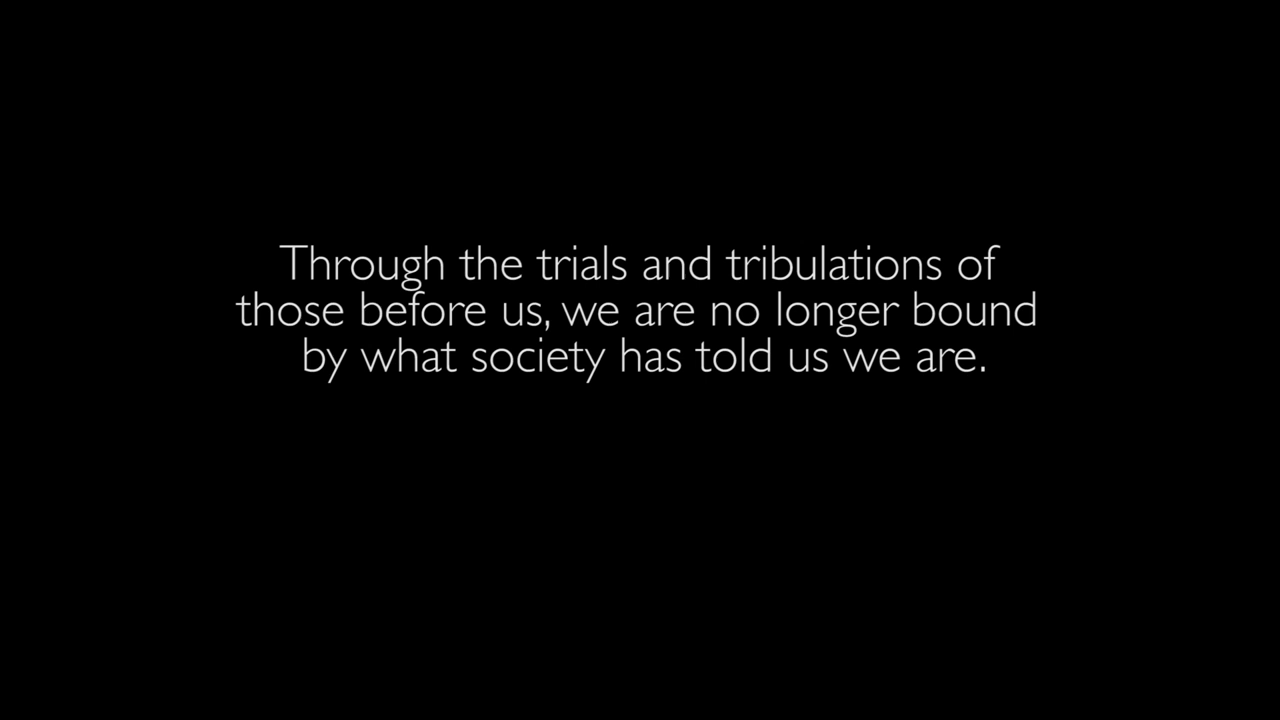 Through the trials and tribulations of
those before us, we are no longer bound
by what society has told us we are.